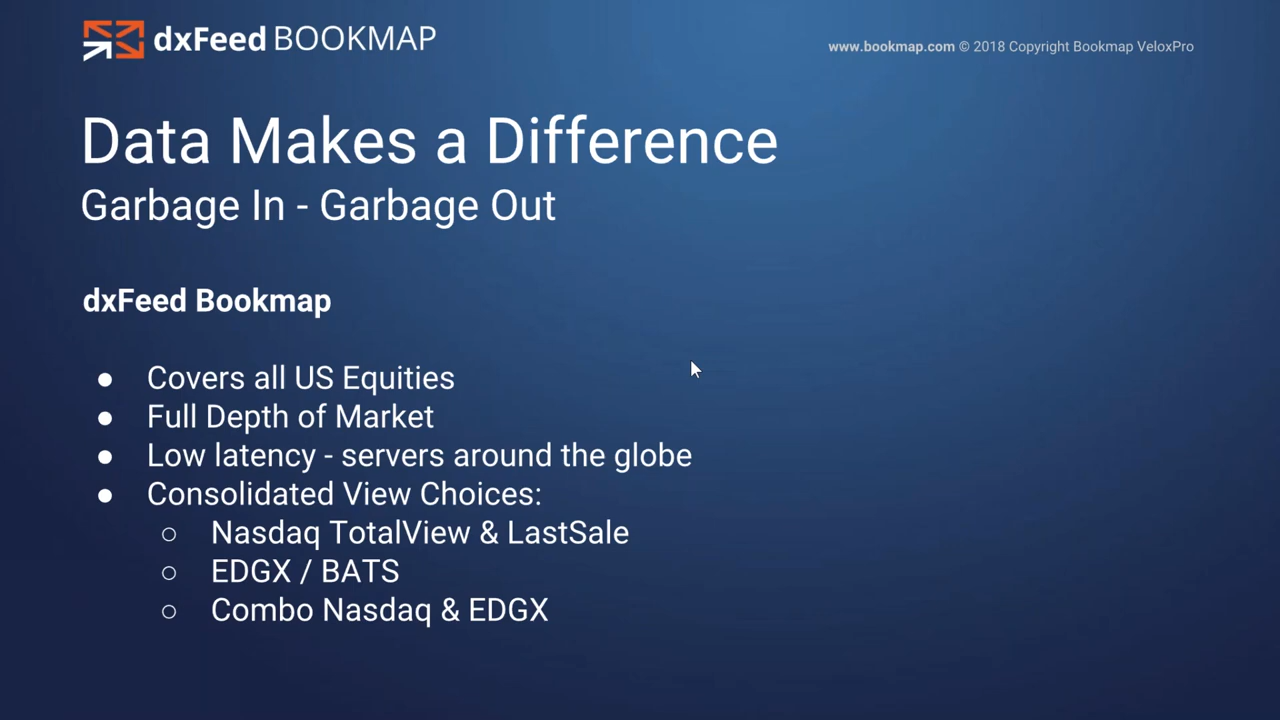 dxFeed BOOKMAP
www.bookmap.com © 2018 Copyright Bookmap VeloxPro
Data Makes a Difference
Garbage In - Garbage Out
dxFeed Bookmap
● Covers all US Equities
● Full Depth of Market
● Low latency - servers around the globe
● Consolidated View Choices:
○ Nasdaq TotalView & LastSale
○ EDGX / BATS
○ Combo Nasdaq & EDGX